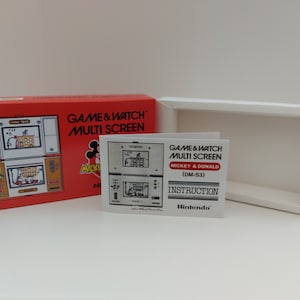 GAME & WATCH
MULTI SCREEN
GAME & WATCH
MULTI SCREEN
MICKEY & DONALD
(DM-53)
INSTRUCTION
Nintendo